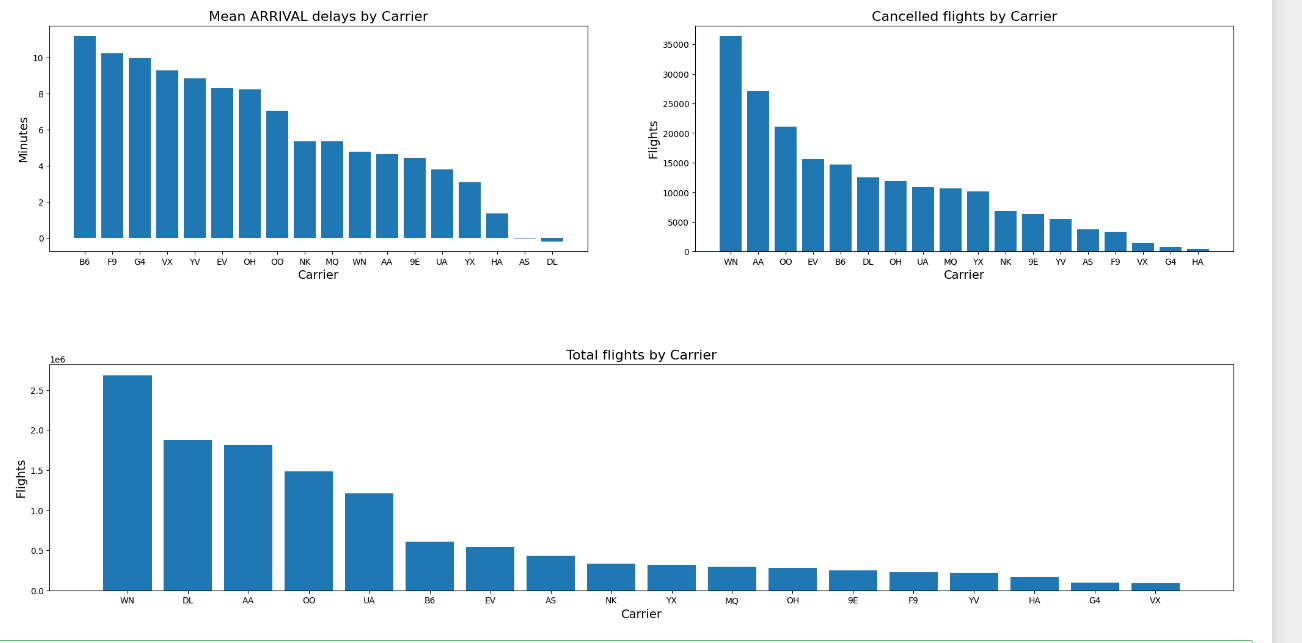 Mean ARRIVAL delays by Carrier
Minutes
10
8
6
4
2
0
B6 F9 G4 VX YV EV OH OO NK MQ WN AA 9E UA YX HA AS DL
Carrier
Cancelled flights by Carrier
Flights
35000
30000
25000
20000
15000
10000
5000
0
WN AA OO EV B6 DL OH UA MQ YX NK 9E YV AS F9 VX G4 HA
Carrier
Total flights by Carrier
1e6
Flights
2.5
2.0
1.5
1.0
0.5
0.0
WN DL AA OO UA B6 EV AS NK YX MQ OH 9E F9 YV HA G4 VX
Carrier